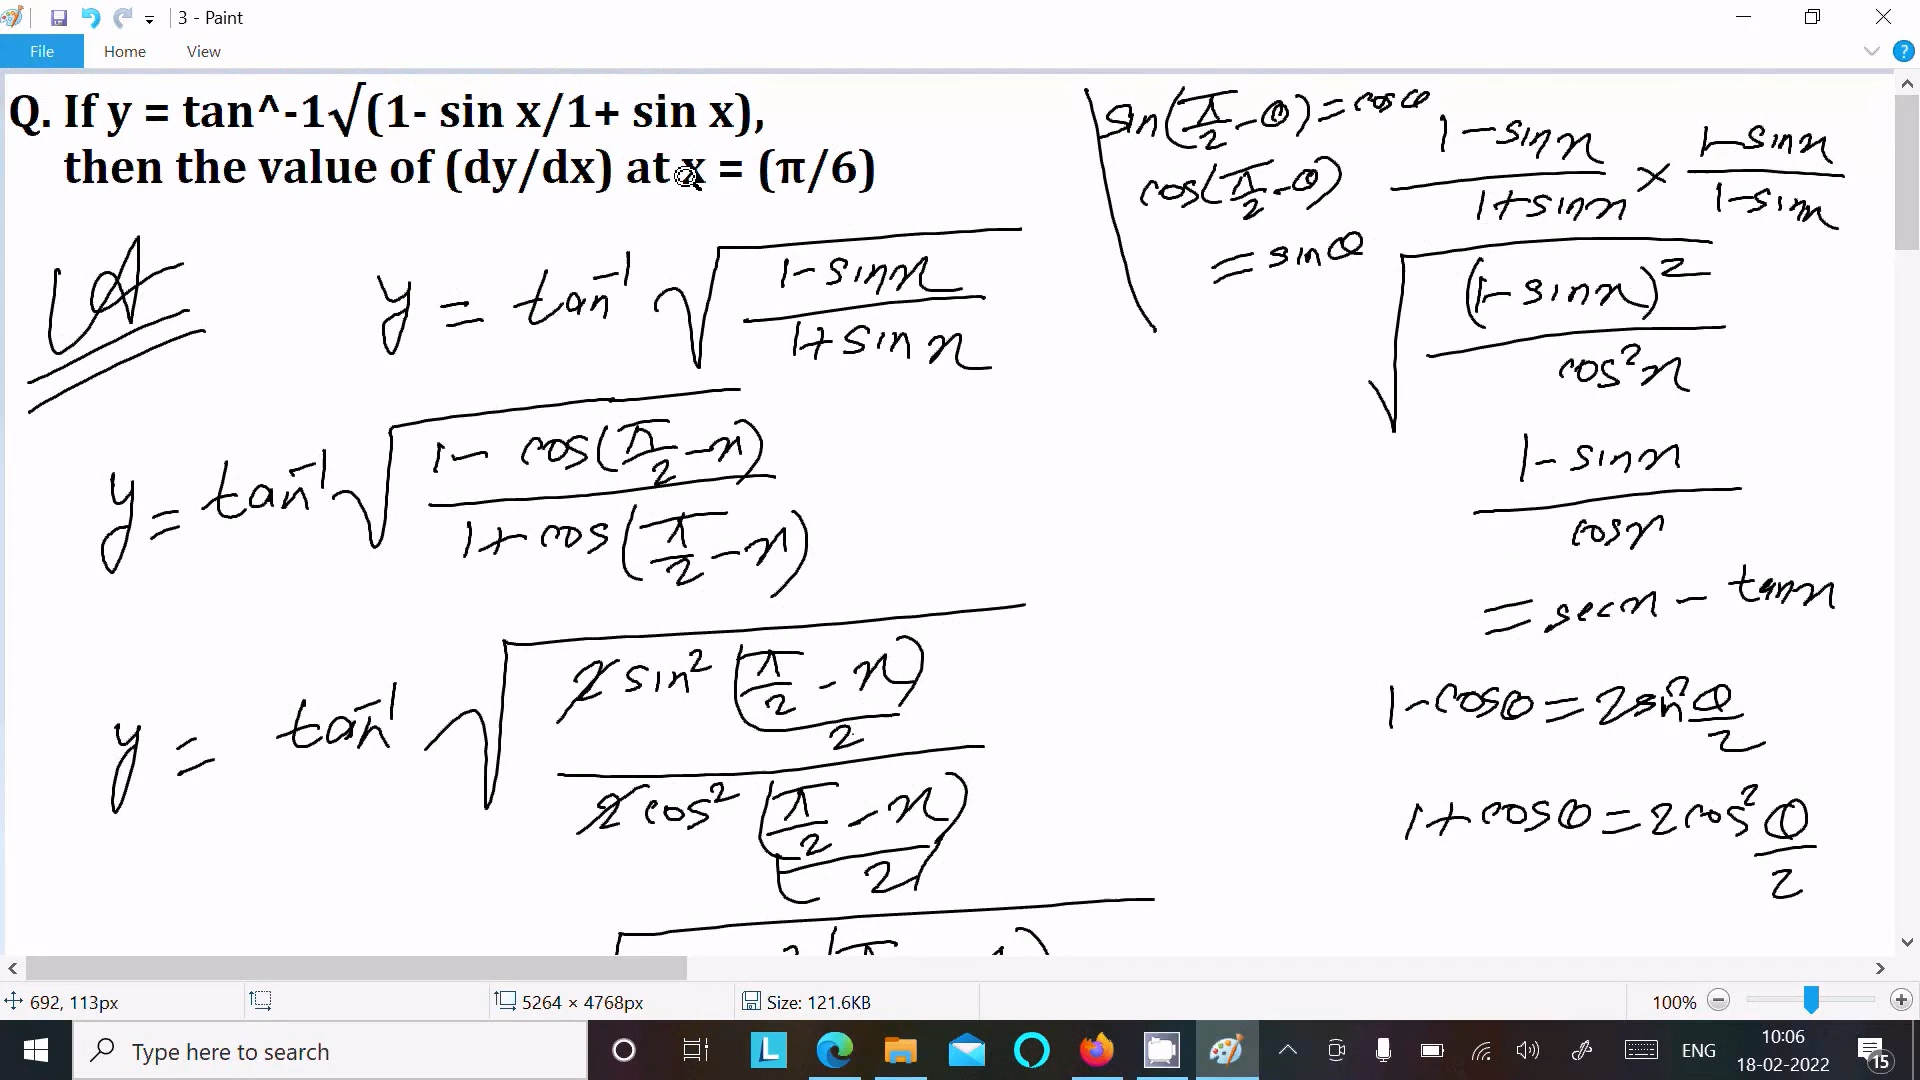 3 - Paint
File Home View
Q. If y = tan^-1√(1- sin x/1+ sin x),
then the value of (dy/dx) at x = (π/6)
y = tan⁻¹ √
1 - sinx
1 + sinx
y = tan⁻¹ √
1 - cos(π/2 - x)
1 + cos(π/2 - x)
y = tan⁻¹ √
2 sin² (π/2 - x)/2
2 cos² (π/2 - x)/2
sin(π/2 - θ) = cosθ
cos(π/2 - θ)
= sinθ
1 - sinx / 1 + sinx × 1 - sinx / 1 - sinx
√ (1 - sinx)² / cos²x
1 - sinx
cosx
= secx - tanx
1 - cosθ = 2sin² θ/2
1 + cosθ = 2cos² θ/2
692, 113px 5264 × 4768px Size: 121.6KB 100%
Type here to search L ENG 10:06
18-02-2022 15